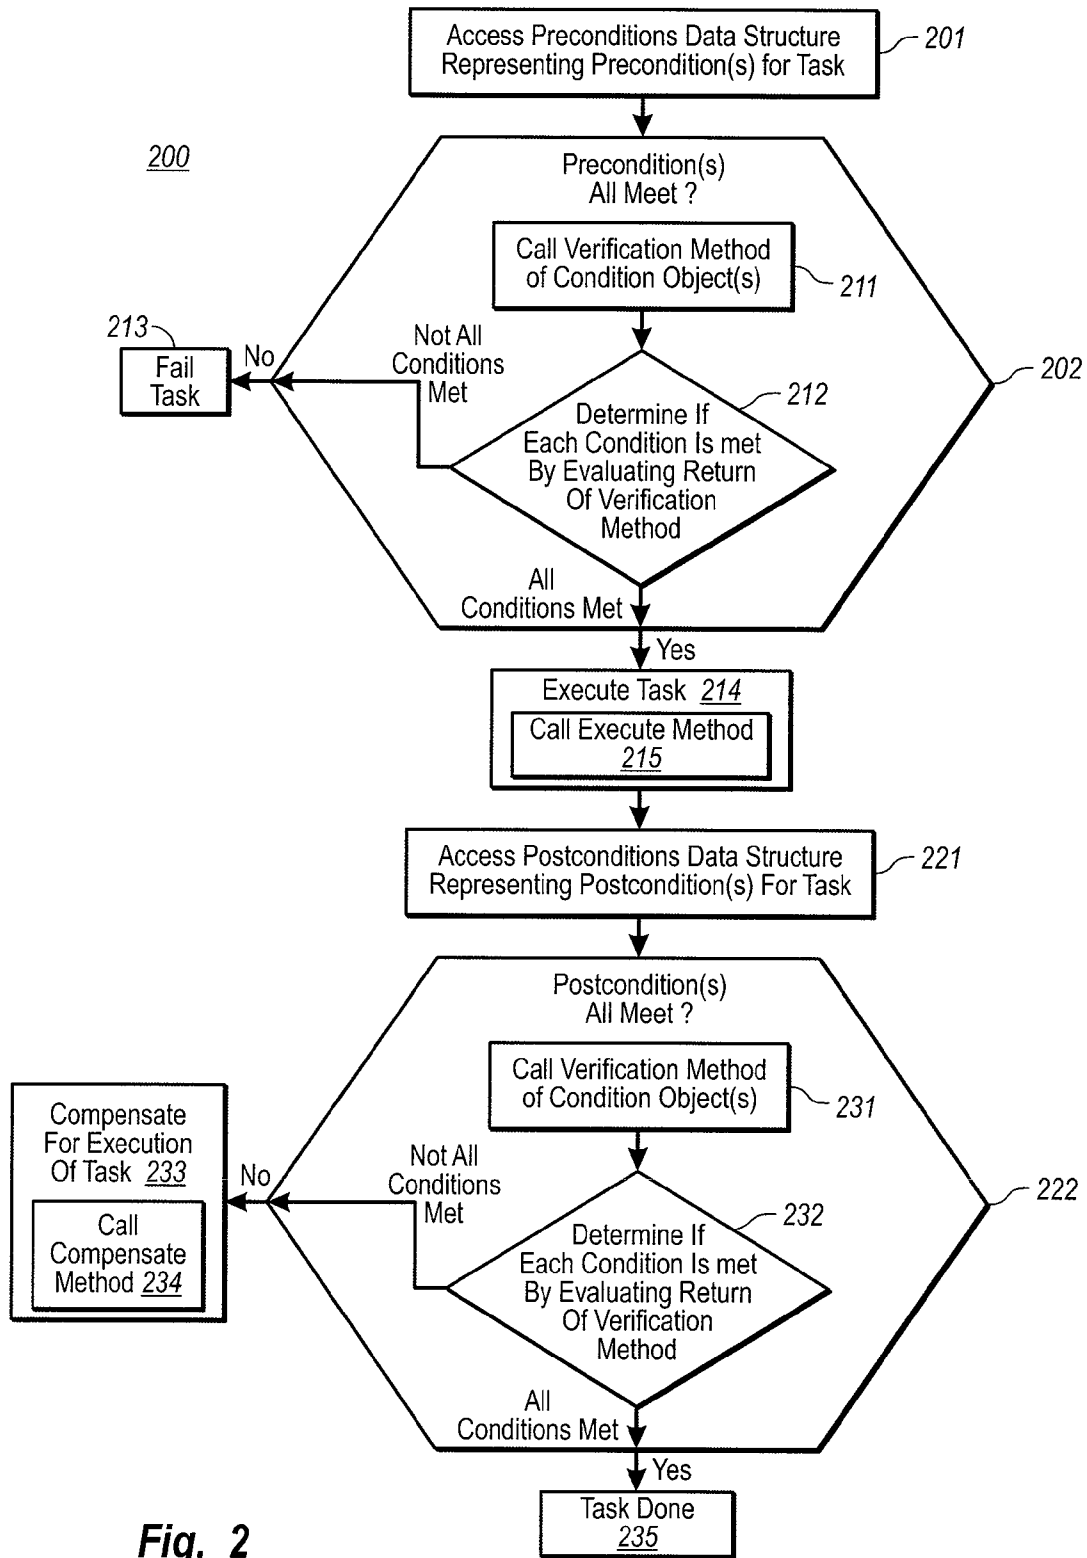 Access Preconditions Data Structure
Representing Precondition(s) for Task
201
200
Precondition(s)
All Meet ?
Call Verification Method
of Condition Object(s)
211
213
Fail
Task
No
Not All
Conditions
Met
212
202
Determine If
Each Condition Is met
By Evaluating Return
Of Verification
Method
All
Conditions Met
Yes
Execute Task 214
Call Execute Method
215
Access Postconditions Data Structure
Representing Postcondition(s) For Task
221
Postcondition(s)
All Meet ?
Call Verification Method
of Condition Object(s)
231
Compensate
For Execution
Of Task 233
Call
Compensate
Method 234
No
Not All
Conditions
Met
232
222
Determine If
Each Condition Is met
By Evaluating Return
Of Verification
Method
All
Conditions Met
Yes
Task Done
235
Fig. 2